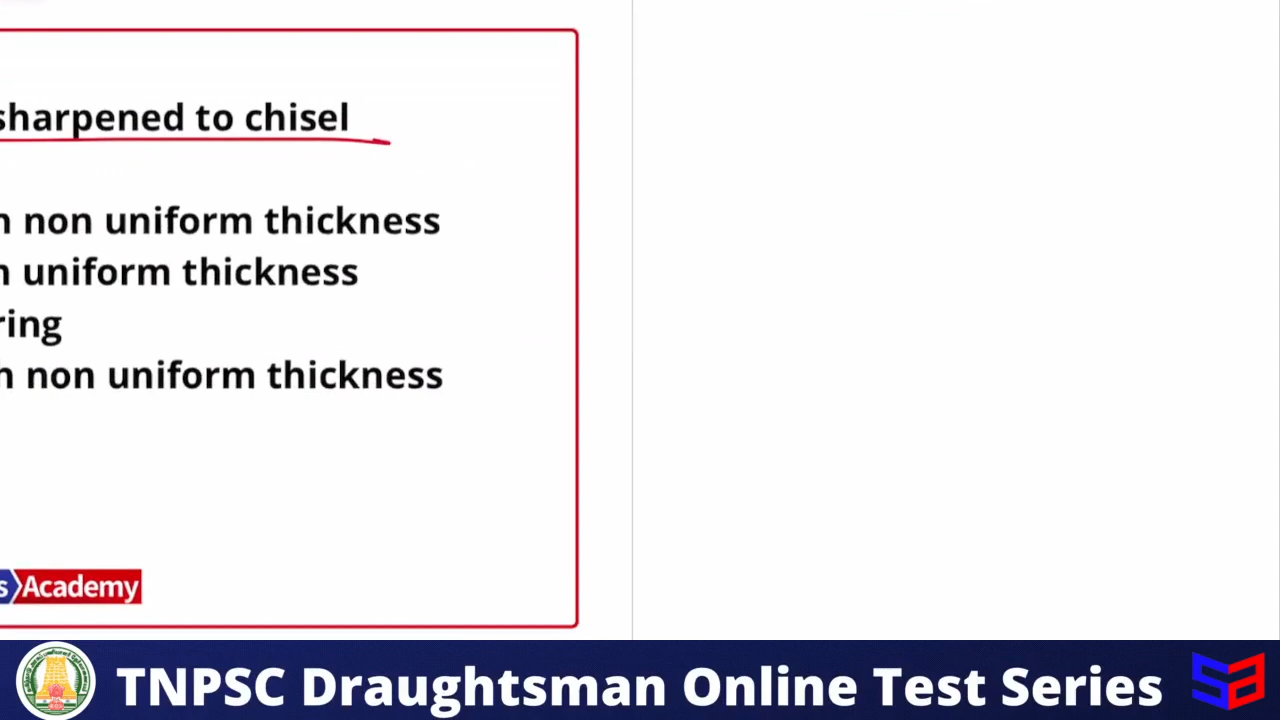 sharpened to chisel
n non uniform thickness
n uniform thickness
ring
h non uniform thickness
s Academy
TNPSC Draughtsman Online Test Series